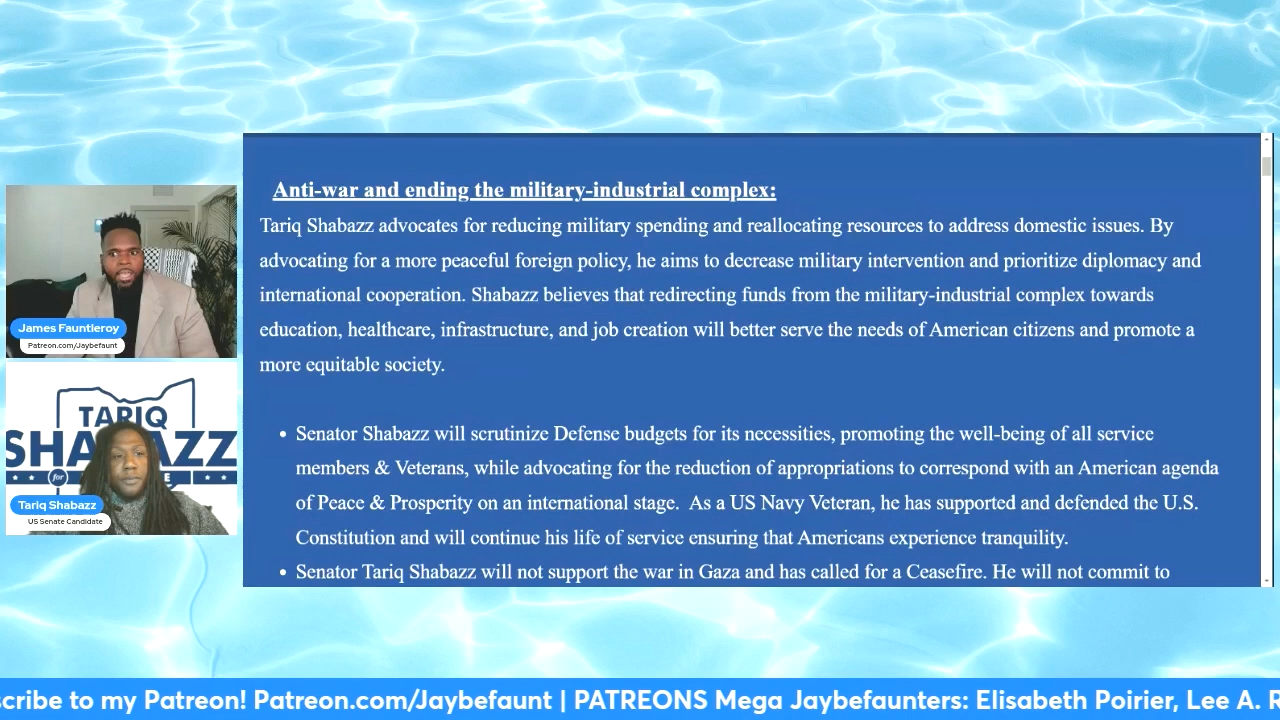 Anti-war and ending the military-industrial complex:
Tariq Shabazz advocates for reducing military spending and reallocating resources to address domestic issues. By
advocating for a more peaceful foreign policy, he aims to decrease military intervention and prioritize diplomacy and
international cooperation. Shabazz believes that redirecting funds from the military-industrial complex towards
education, healthcare, infrastructure, and job creation will better serve the needs of American citizens and promote a
more equitable society.
• Senator Shabazz will scrutinize Defense budgets for its necessities, promoting the well-being of all service
members & Veterans, while advocating for the reduction of appropriations to correspond with an American agenda
of Peace & Prosperity on an international stage. As a US Navy Veteran, he has supported and defended the U.S.
Constitution and will continue his life of service ensuring that Americans experience tranquility.
• Senator Tariq Shabazz will not support the war in Gaza and has called for a Ceasefire. He will not commit to
James Fauntleroy
Patreon.com/Jaybefaunt
TARIQ
SHABAZZ
for
Tariq Shabazz
US Senate Candidate
scribe to my Patreon! Patreon.com/Jaybefaunt | PATREONS Mega Jaybefaunters: Elisabeth Poirier, Lee A. R